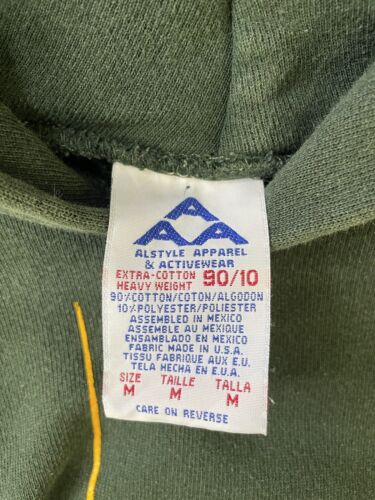 A
A A
ALSTYLE APPAREL
& ACTIVEWEAR
EXTRA-COTTON
HEAVY WEIGHT 90/10
90% COTTON/COTON/ALGODON
10% POLYESTER/POLIESTER
ASSEMBLED IN MEXICO
ASSEMBLE AU MEXIQUE
ENSAMBLADO EN MEXICO
FABRIC MADE IN U.S.A.
TISSU FABRIQUE AUX E.U.
TELA HECHA EN E.U.A.
SIZE TAILLE TALLA
M M M
CARE ON REVERSE